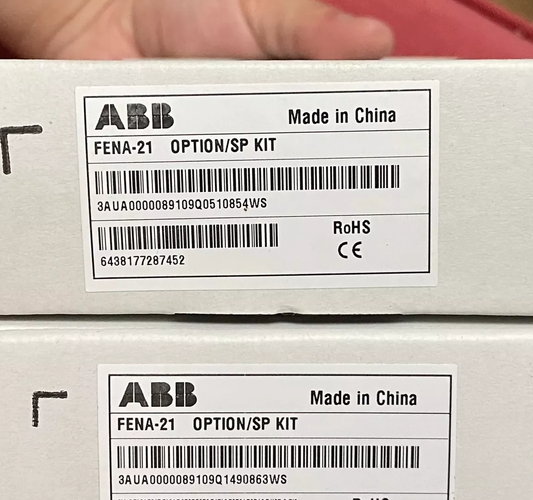 ABB Made in China
FENA-21 OPTION/SP KIT
3AUA0000089109Q0510854WS
RoHS
CE
6438177287452
ABB Made in China
FENA-21 OPTION/SP KIT
3AUA0000089109Q1490863WS
RoHS